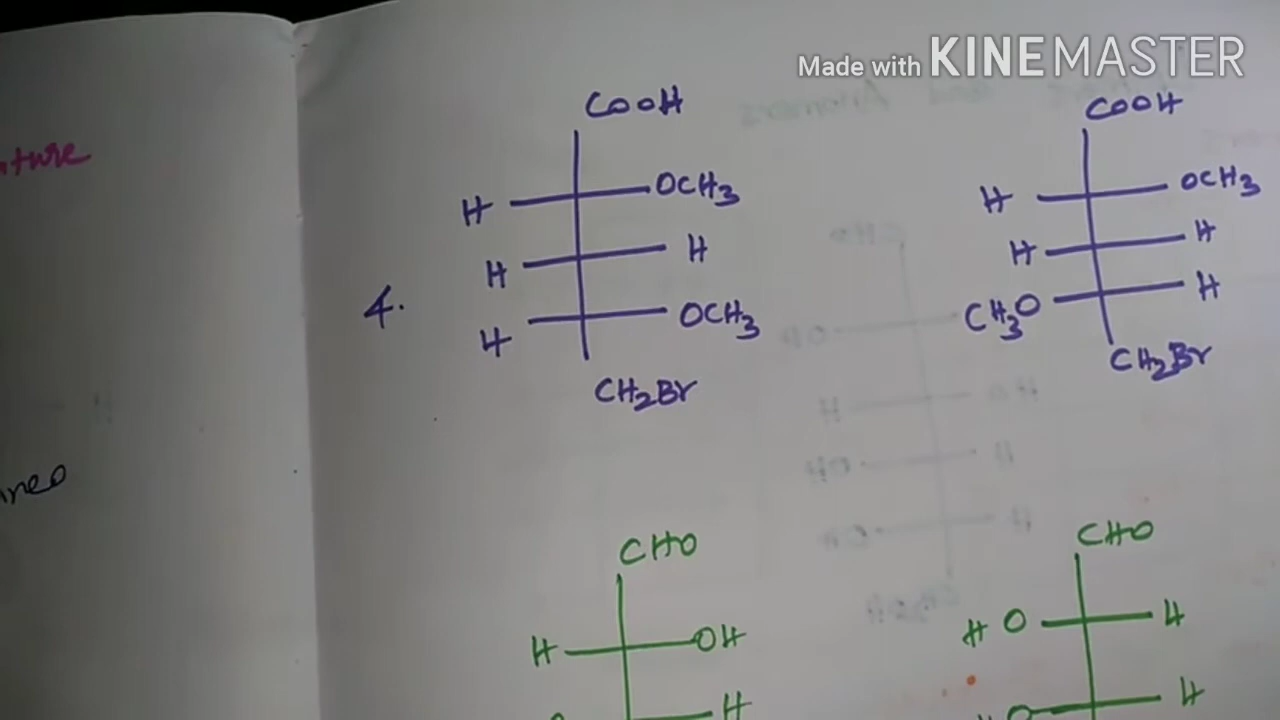 Made with KINEMASTER
ture
neo
4.
COOH
H OCH3
H H
H OCH3
CH2Br
COOH
H OCH3
H H
CH3O H
CH2Br
CHO
H OH
H
CHO
HO H
H